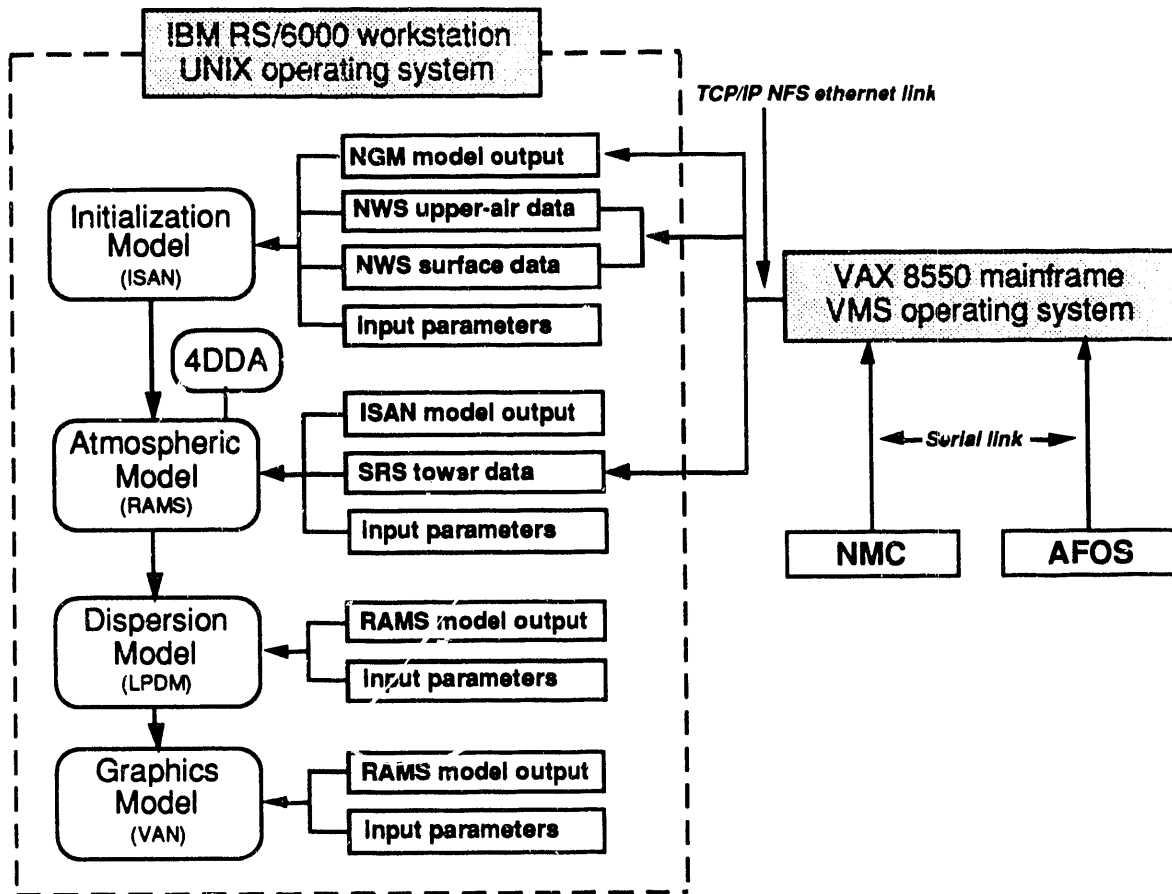 IBM RS/6000 workstation
UNIX operating system
TCP/IP NFS ethernet link
NGM model output
NWS upper-air data
NWS surface data
Input parameters
Initialization
Model
(ISAN)
VAX 8550 mainframe
VMS operating system
4DDA
ISAN model output
SRS tower data
Input parameters
Atmospheric
Model
(RAMS)
Serial link
NMC
AFOS
Dispersion
Model
(LPDM)
RAMS model output
Input parameters
Graphics
Model
(VAN)
RAMS model output
Input parameters